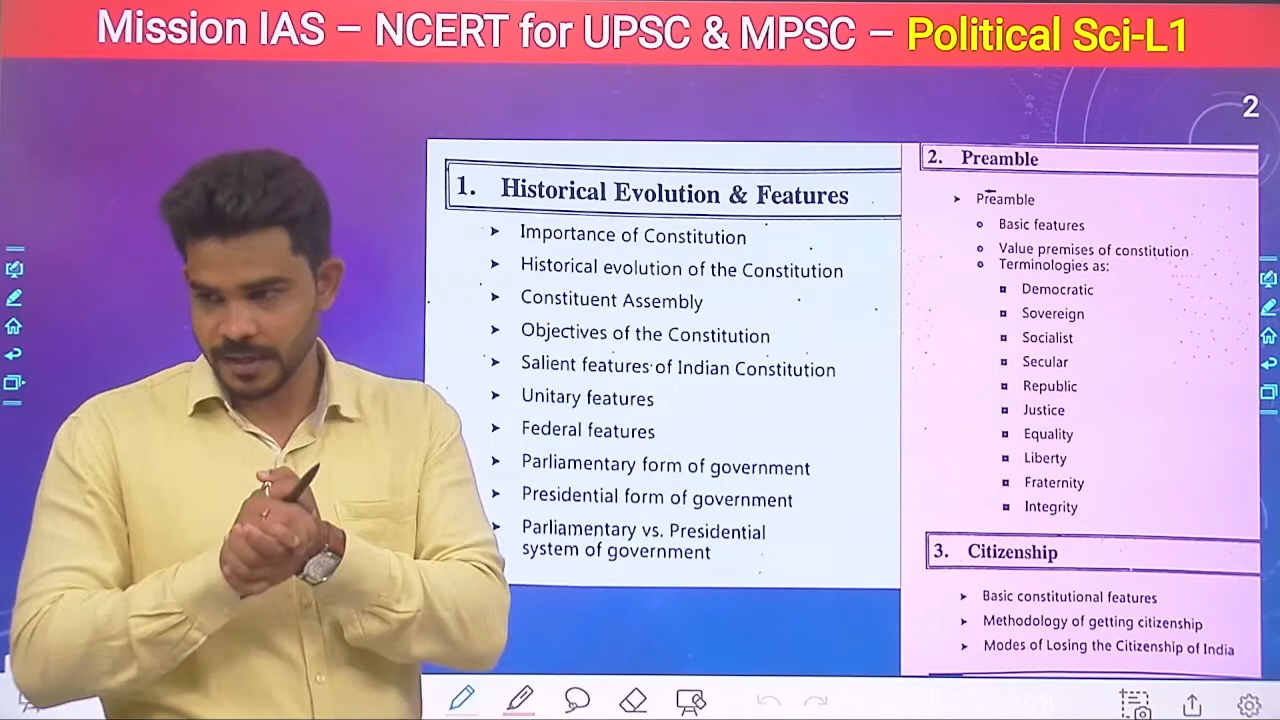 Mission IAS – NCERT for UPSC & MPSC – Political Sci-L1
2
1. Historical Evolution & Features
Importance of Constitution
Historical evolution of the Constitution
Constituent Assembly
Objectives of the Constitution
Salient features of Indian Constitution
Unitary features
Federal features
Parliamentary form of government
Presidential form of government
Parliamentary vs. Presidential
system of government
2. Preamble
Preamble
Basic features
Value premises of constitution
Terminologies as:
Democratic
Sovereign
Socialist
Secular
Republic
Justice
Equality
Liberty
Fraternity
Integrity
3. Citizenship
Basic constitutional features
Methodology of getting citizenship
Modes of Losing the Citizenship of India